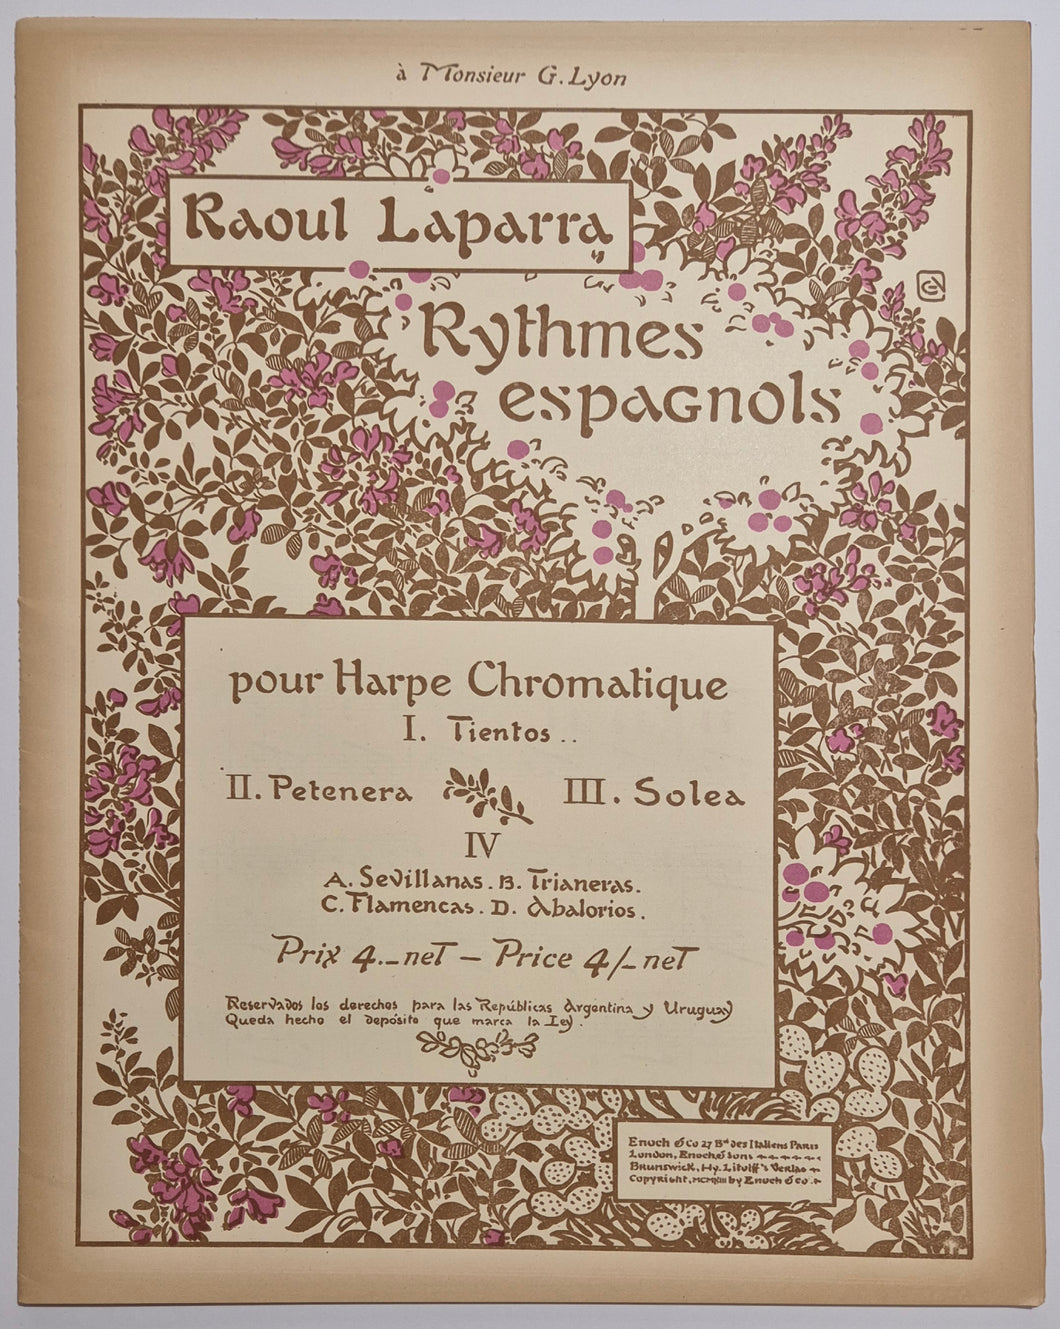 à Monsieur G. Lyon
Raoul Laparra
Rythmes
espagnols
pour Harpe Chromatique
I. Tientos..
II. Petenera
III. Solea
IV
A. Sevillanas. B. Trianeras.
C. Flamencas. D. Abalorios.
Prix 4._ net – Price 4/_ net
Reservados los derechos para las Repúblicas Argentina y Uruguay
Queda hecho el depósito que marca la Ley.
Enoch & Co 27 Bd des Italiens Paris
London, Enoch & Sons
Brunswick, Hy. Litolff's Verlag
Copyright, MCMXIII by Enoch & Co.